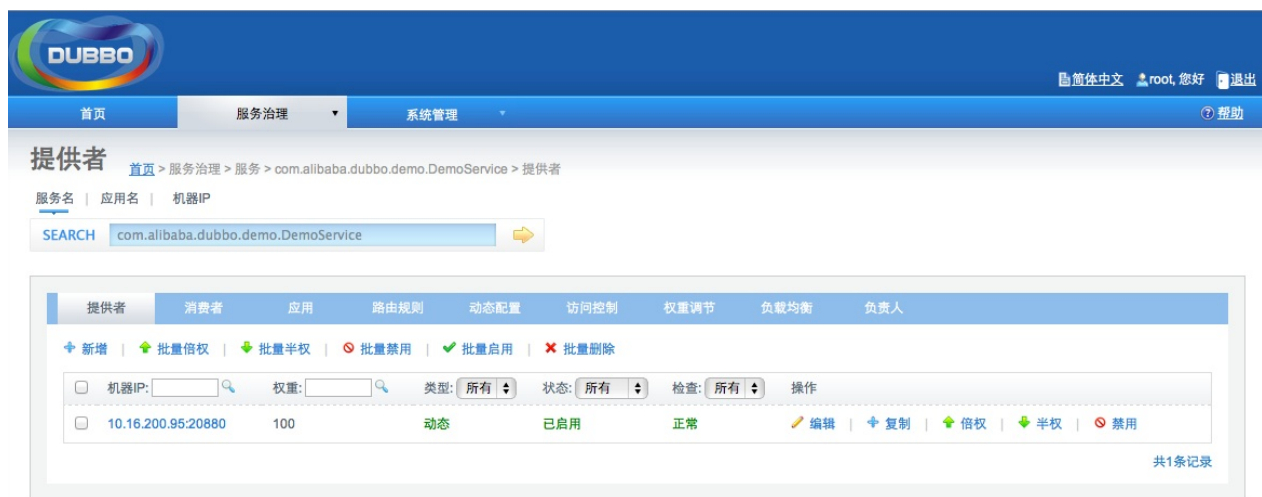 DUBBO
简体中文 root, 您好 退出
首页 服务治理 系统管理 帮助
提供者 首页 > 服务治理 > 服务 > com.alibaba.dubbo.demo.DemoService > 提供者
服务名 | 应用名 | 机器IP
SEARCH com.alibaba.dubbo.demo.DemoService
提供者 消费者 应用 路由规则 动态配置 访问控制 权重调节 负载均衡 负责人
新增 | 批量倍权 | 批量半权 | 批量禁用 | 批量启用 | 批量删除
机器IP: 权重: 类型: 所有 状态: 所有 检查: 所有 操作
10.16.200.95:20880 100 动态 已启用 正常 编辑 | 复制 | 倍权 | 半权 | 禁用
共1条记录